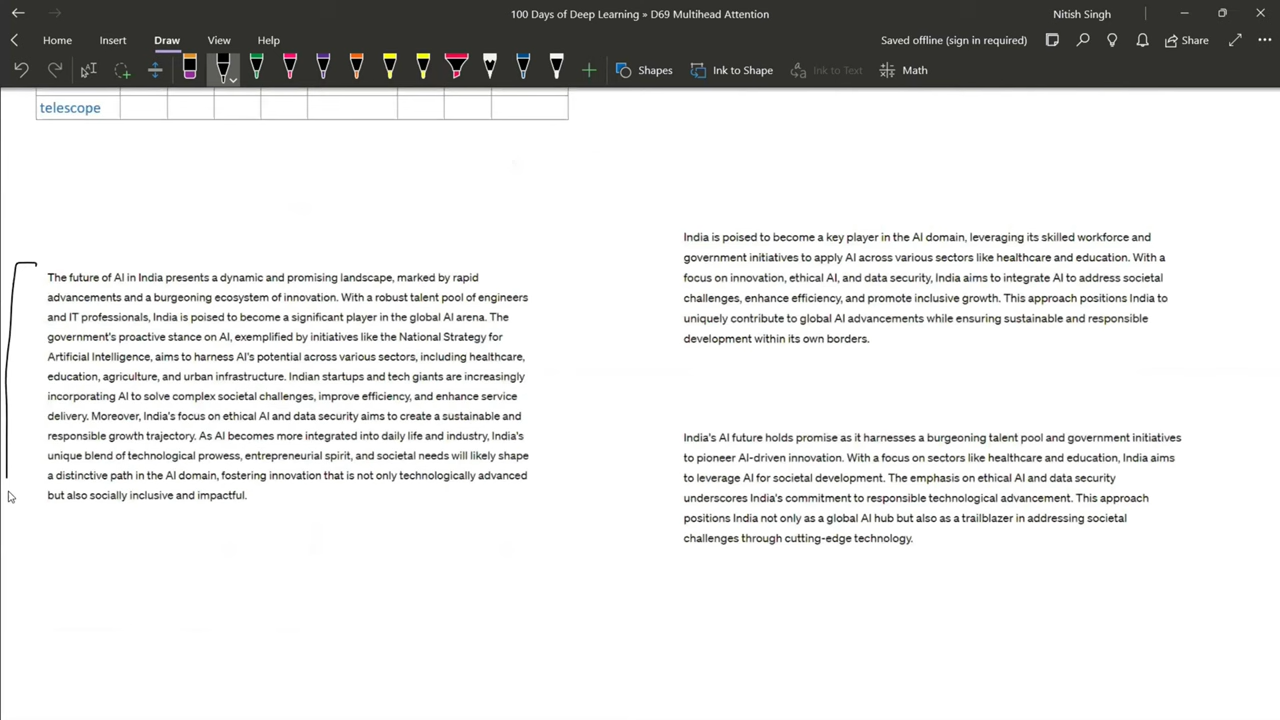 100 Days of Deep Learning » D69 Multihead Attention
Nitish Singh
Home Insert Draw View Help
Saved offline (sign in required)
Share
Shapes
Ink to Shape
Ink to Text
Math
telescope
The future of AI in India presents a dynamic and promising landscape, marked by rapid
advancements and a burgeoning ecosystem of innovation. With a robust talent pool of engineers
and IT professionals, India is poised to become a significant player in the global AI arena. The
government's proactive stance on AI, exemplified by initiatives like the National Strategy for
Artificial Intelligence, aims to harness AI's potential across various sectors, including healthcare,
education, agriculture, and urban infrastructure. Indian startups and tech giants are increasingly
incorporating AI to solve complex societal challenges, improve efficiency, and enhance service
delivery. Moreover, India's focus on ethical AI and data security aims to create a sustainable and
responsible growth trajectory. As AI becomes more integrated into daily life and industry, India's
unique blend of technological prowess, entrepreneurial spirit, and societal needs will likely shape
a distinctive path in the AI domain, fostering innovation that is not only technologically advanced
but also socially inclusive and impactful.
India is poised to become a key player in the AI domain, leveraging its skilled workforce and
government initiatives to apply AI across various sectors like healthcare and education. With a
focus on innovation, ethical AI, and data security, India aims to integrate AI to address societal
challenges, enhance efficiency, and promote inclusive growth. This approach positions India to
uniquely contribute to global AI advancements while ensuring sustainable and responsible
development within its own borders.
India's AI future holds promise as it harnesses a burgeoning talent pool and government initiatives
to pioneer AI-driven innovation. With a focus on sectors like healthcare and education, India aims
to leverage AI for societal development. The emphasis on ethical AI and data security
underscores India's commitment to responsible technological advancement. This approach
positions India not only as a global AI hub but also as a trailblazer in addressing societal
challenges through cutting-edge technology.